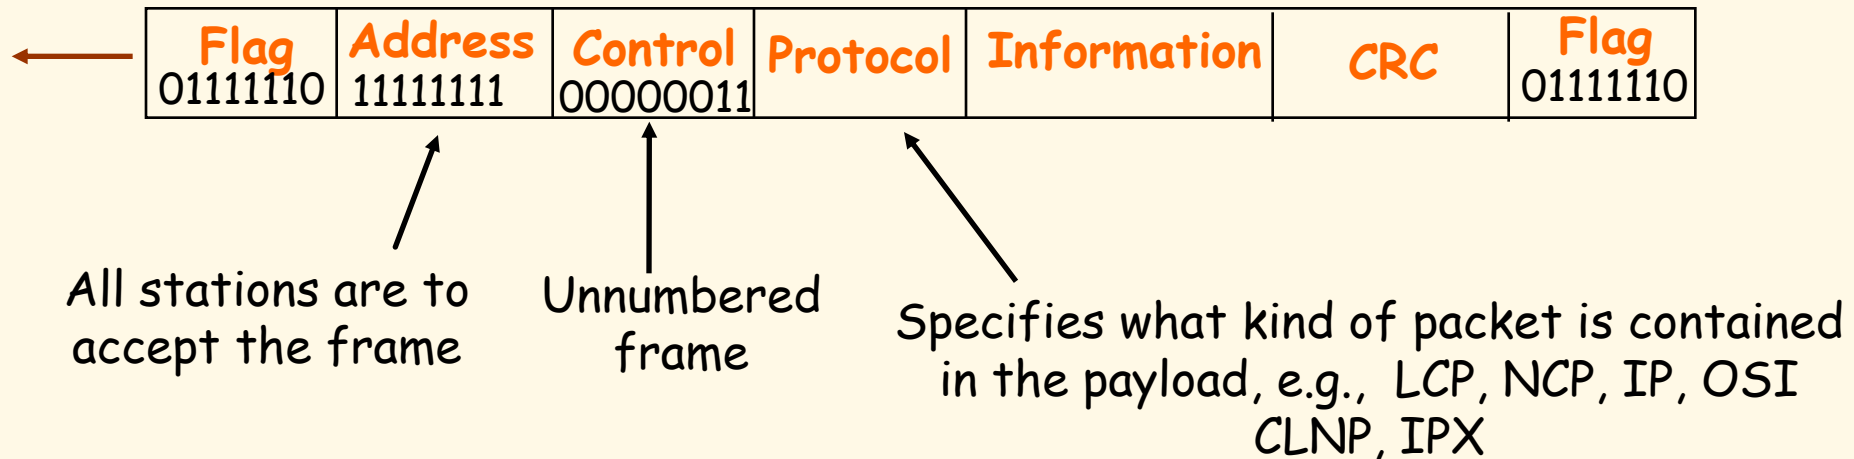 Flag Address Control Protocol Information CRC Flag
01111110 11111111 00000011 01111110
All stations are to
accept the frame
Unnumbered
frame
Specifies what kind of packet is contained
in the payload, e.g., LCP, NCP, IP, OSI
CLNP, IPX